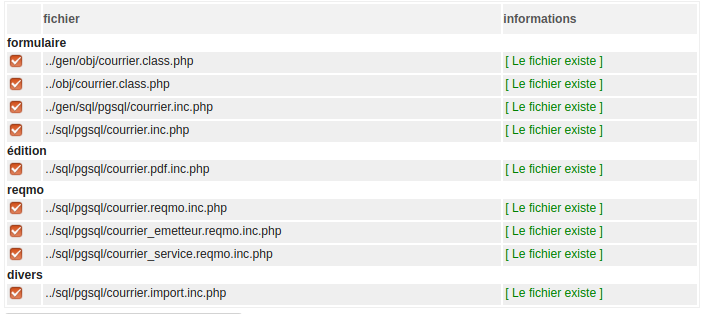 fichier informations
formulaire
../gen/obj/courrier.class.php [ Le fichier existe ]
../obj/courrier.class.php [ Le fichier existe ]
../gen/sql/pgsql/courrier.inc.php [ Le fichier existe ]
../sql/pgsql/courrier.inc.php [ Le fichier existe ]
édition
../sql/pgsql/courrier.pdf.inc.php [ Le fichier existe ]
reqmo
../sql/pgsql/courrier.reqmo.inc.php [ Le fichier existe ]
../sql/pgsql/courrier_emetteur.reqmo.inc.php [ Le fichier existe ]
../sql/pgsql/courrier_service.reqmo.inc.php [ Le fichier existe ]
divers
../sql/pgsql/courrier.import.inc.php [ Le fichier existe ]